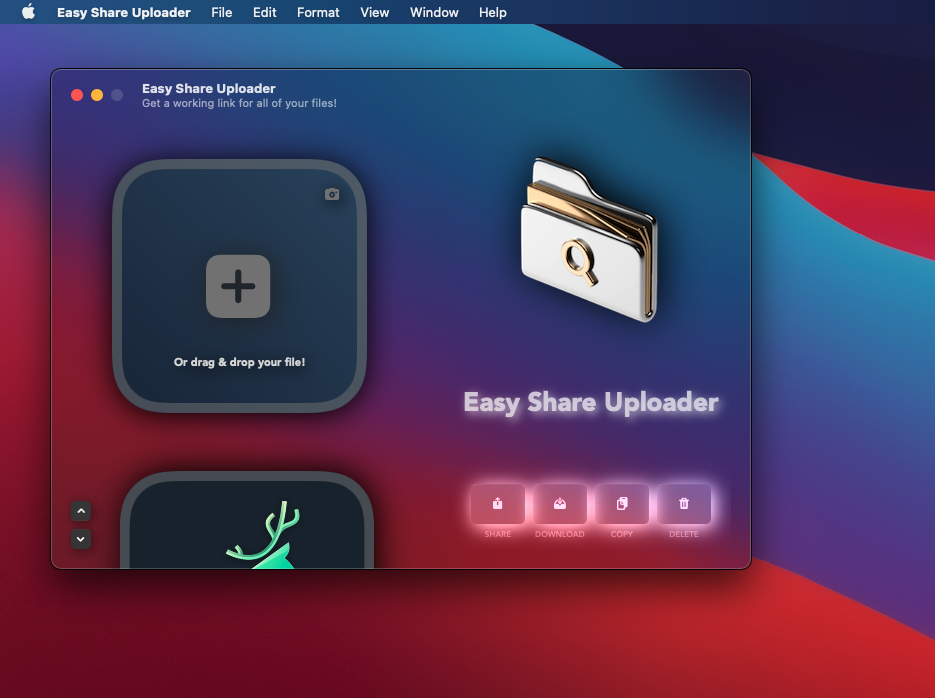 Easy Share Uploader File Edit Format View Window Help
Easy Share Uploader
Get a working link for all of your files!
Or drag & drop your file!
Easy Share Uploader
SHARE DOWNLOAD COPY DELETE